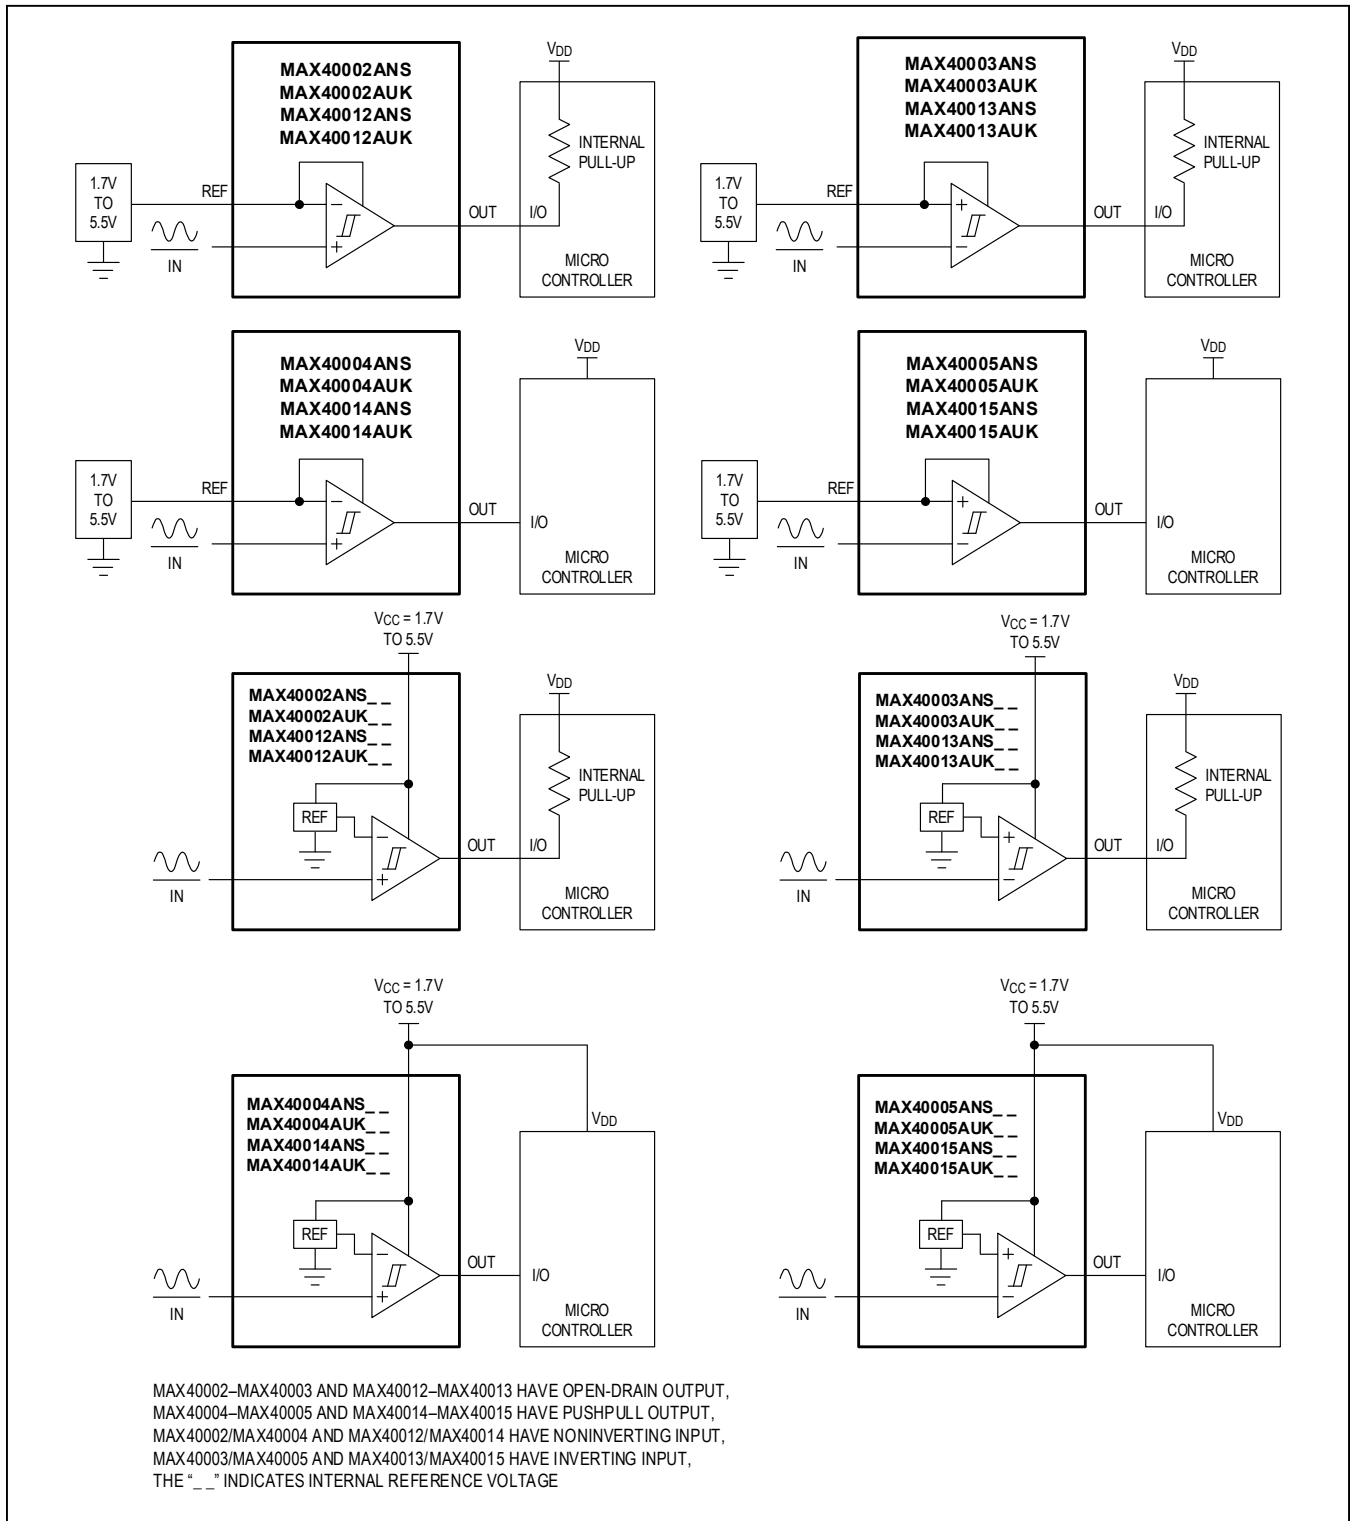 MAX40002ANS
MAX40002AUK
MAX40012ANS
MAX40012AUK
VDD
INTERNAL
PULL-UP
1.7V
TO
5.5V
REF
IN
−
+
OUT
I/O
MICRO
CONTROLLER
MAX40003ANS
MAX40003AUK
MAX40013ANS
MAX40013AUK
VDD
INTERNAL
PULL-UP
1.7V
TO
5.5V
REF
IN
+
−
OUT
I/O
MICRO
CONTROLLER
MAX40004ANS
MAX40004AUK
MAX40014ANS
MAX40014AUK
VDD
1.7V
TO
5.5V
REF
IN
−
+
OUT
I/O
MICRO
CONTROLLER
MAX40005ANS
MAX40005AUK
MAX40015ANS
MAX40015AUK
VDD
1.7V
TO
5.5V
REF
IN
+
−
OUT
I/O
MICRO
CONTROLLER
VCC = 1.7V
TO 5.5V
MAX40002ANS_ _
MAX40002AUK_ _
MAX40012ANS_ _
MAX40012AUK_ _
VDD
INTERNAL
PULL-UP
REF
−
+
IN
OUT
I/O
MICRO
CONTROLLER
VCC = 1.7V
TO 5.5V
MAX40003ANS_ _
MAX40003AUK_ _
MAX40013ANS_ _
MAX40013AUK_ _
VDD
INTERNAL
PULL-UP
REF
+
−
IN
OUT
I/O
MICRO
CONTROLLER
VCC = 1.7V
TO 5.5V
MAX40004ANS_ _
MAX40004AUK_ _
MAX40014ANS_ _
MAX40014AUK_ _
VDD
REF
−
+
IN
OUT
I/O
MICRO
CONTROLLER
VCC = 1.7V
TO 5.5V
MAX40005ANS_ _
MAX40005AUK_ _
MAX40015ANS_ _
MAX40015AUK_ _
VDD
REF
+
−
IN
OUT
I/O
MICRO
CONTROLLER
MAX40002–MAX40003 AND MAX40012–MAX40013 HAVE OPEN-DRAIN OUTPUT,
MAX40004–MAX40005 AND MAX40014–MAX40015 HAVE PUSHPULL OUTPUT,
MAX40002/MAX40004 AND MAX40012/MAX40014 HAVE NONINVERTING INPUT,
MAX40003/MAX40005 AND MAX40013/MAX40015 HAVE INVERTING INPUT,
THE “_ _” INDICATES INTERNAL REFERENCE VOLTAGE